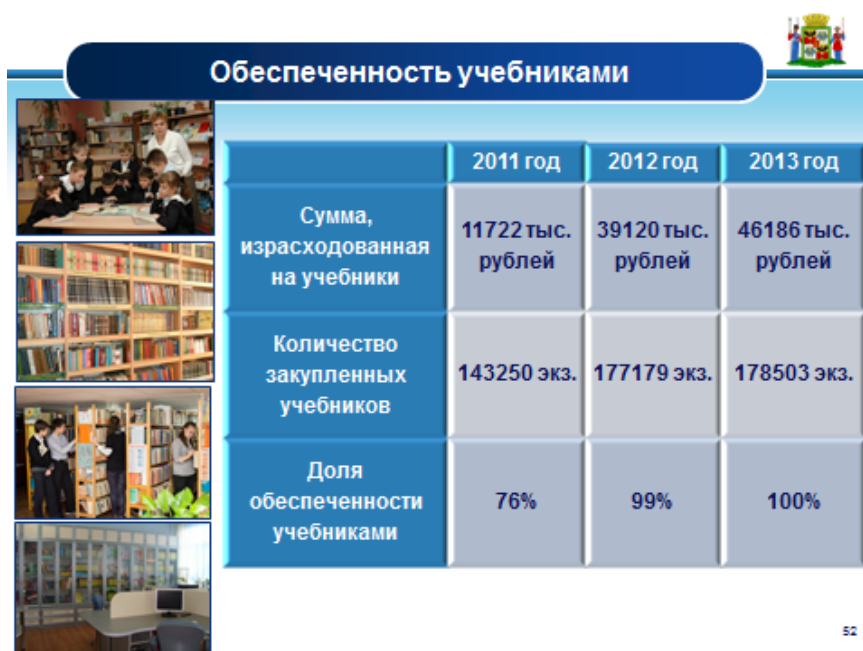 Обеспеченность учебниками
2011 год 2012 год 2013 год
Сумма,
израсходованная
на учебники
11722 тыс.
рублей
39120 тыс.
рублей
46186 тыс.
рублей
Количество
закупленных
учебников
143250 экз. 177179 экз. 178503 экз.
Доля
обеспеченности
учебниками
76% 99% 100%
52